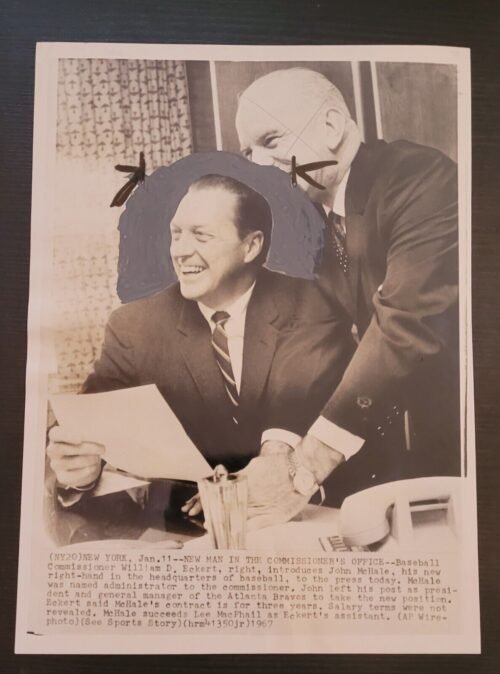 (NY20)NEW YORK, Jan.11--NEW MAN IN THE COMMISSIONER'S OFFICE--Baseball
Commissioner William D. Eckert, right, introduces John McHale, his new
right-hand in the headquarters of baseball, to the press today. McHale
was named administrator to the commissioner. John left his post as presi-
dent and general manager of the Atlanta Braves to take the new position.
Eckert said McHale's contract is for three years. Salary terms were not
revealed. McHale succeeds Lee MacPhail as Eckert's assistant. (AP Wire-
photo)(See Sports Story)(hrm41350jr)1967